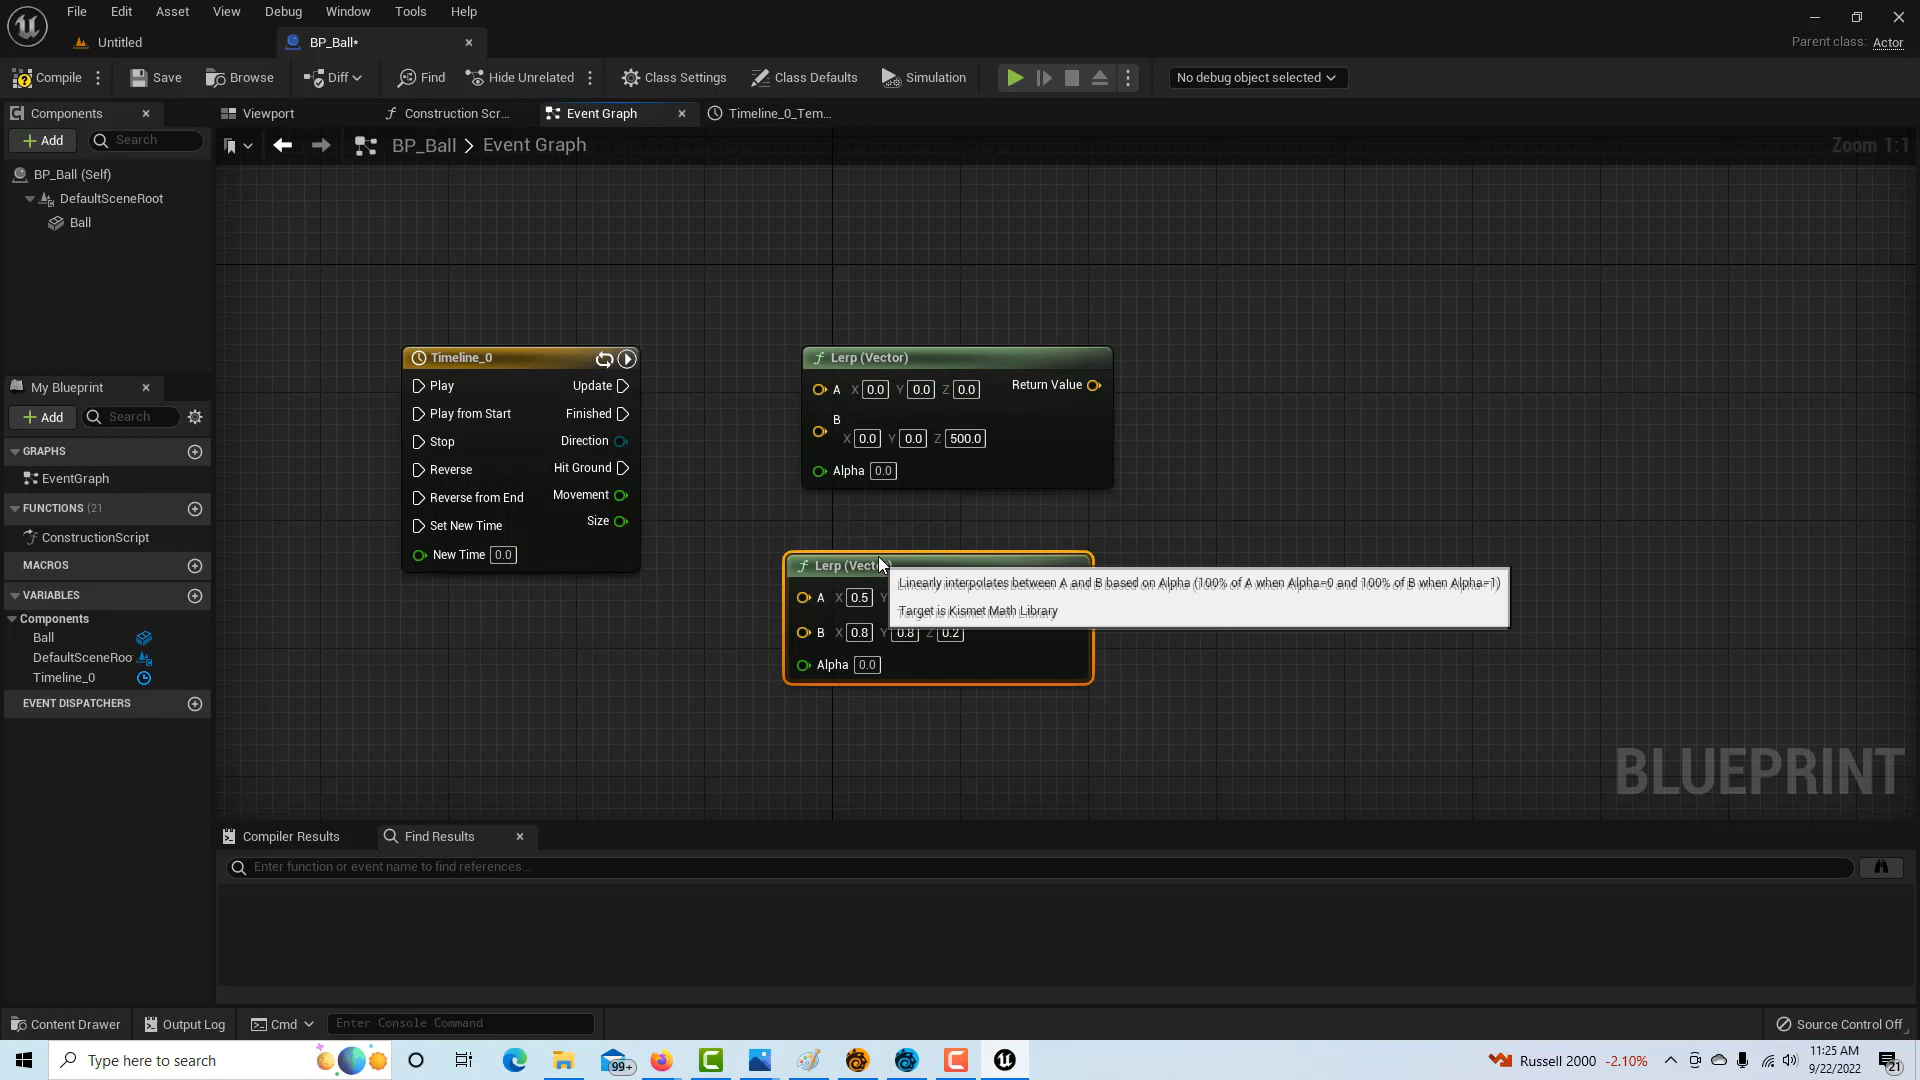 File Edit Asset View Debug Window Tools Help
Untitled
BP_Ball*
Parent class: Actor
Compile
Save
Browse
Diff
Find
Hide Unrelated
Class Settings
Class Defaults
Simulation
No debug object selected
Components
Viewport
Construction Scr...
Event Graph
Timeline_0_Tem...
Add
Search
BP_Ball > Event Graph
Zoom 1:1
BP_Ball (Self)
DefaultSceneRoot
Ball
My Blueprint
Add
Search
GRAPHS
EventGraph
FUNCTIONS (21
ConstructionScript
MACROS
VARIABLES
Components
Ball
DefaultSceneRoo
Timeline_0
EVENT DISPATCHERS
Timeline_0
Play Update
Play from Start Finished
Stop Direction
Reverse Hit Ground
Reverse from End Movement
Set New Time Size
New Time 0.0
Lerp (Vector)
A X 0.0 Y 0.0 Z 0.0 Return Value
B
X 0.0 Y 0.0 Z 500.0
Alpha 0.0
Lerp (Vecto
A X 0.5 Y
B X 0.8 Y 0.8 Z 0.2
Alpha 0.0
Linearly interpolates between A and B based on Alpha (100% of A when Alpha=0 and 100% of B when Alpha=1)
Target is Kismet Math Library
BLUEPRINT
Compiler Results
Find Results
Enter function or event name to find references...
Content Drawer
Output Log
Cmd
Enter Console Command
Source Control Off
Type here to search
99+
Russell 2000 -2.10%
11:25 AM
9/22/2022
21